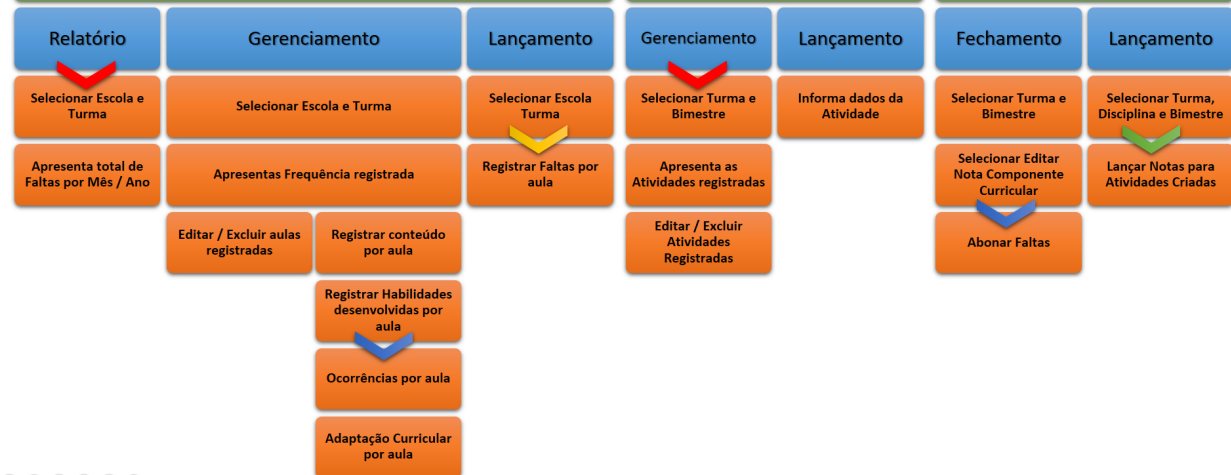 Relatório
Gerenciamento
Lançamento
Gerenciamento
Lançamento
Fechamento
Lançamento
Selecionar Escola e
Turma
Selecionar Escola e Turma
Selecionar Escola
Turma
Selecionar Turma e
Bimestre
Informa dados da
Atividade
Selecionar Turma e
Bimestre
Selecionar Turma,
Disciplina e Bimestre
Apresenta total de
Faltas por Mês / Ano
Apresentas Frequência registrada
Registrar Faltas por
aula
Apresenta as
Atividades registradas
Selecionar Editar
Nota Componente
Curricular
Lançar Notas para
Atividades Criadas
Editar / Excluir aulas
registradas
Registrar conteúdo
por aula
Editar / Excluir
Atividades
Registradas
Abonar Faltas
Registrar Habilidades
desenvolvidas por
aula
Ocorrências por aula
Adaptação Curricular
por aula